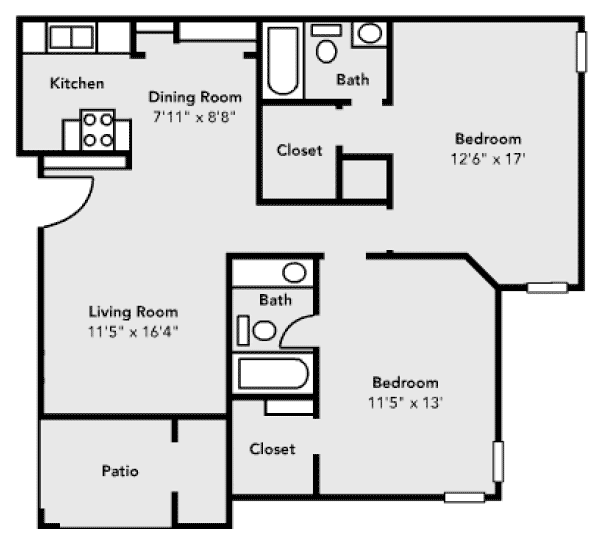 Kitchen
Dining Room
7'11" x 8'8"
Bath
Closet
Bedroom
12'6" x 17'
Living Room
11'5" x 16'4"
Bath
Bedroom
11'5" x 13'
Closet
Patio